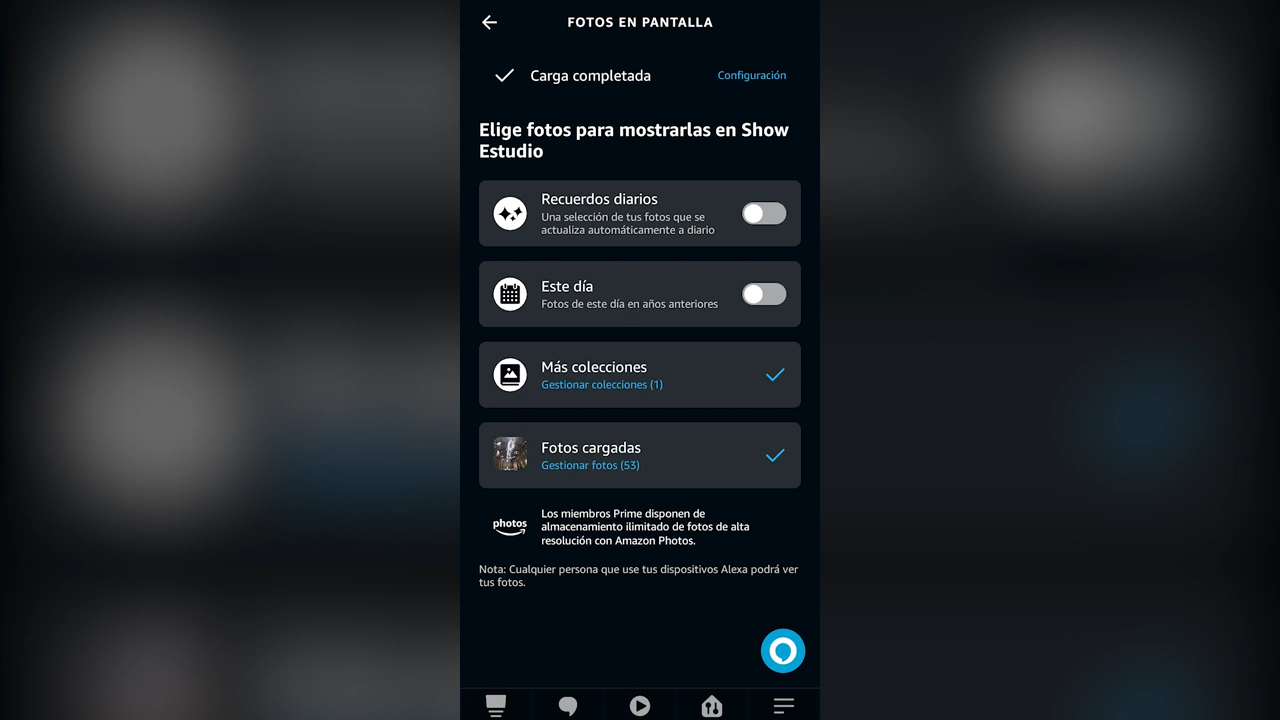 FOTOS EN PANTALLA
Carga completada
Configuración
Elige fotos para mostrarlas en Show
Estudio
Recuerdos diarios
Una selección de tus fotos que se
actualiza automáticamente a diario
Este día
Fotos de este día en años anteriores
Más colecciones
Gestionar colecciones (1)
Fotos cargadas
Gestionar fotos (53)
photos
Los miembros Prime disponen de
almacenamiento ilimitado de fotos de alta
resolución con Amazon Photos.
Nota: Cualquier persona que use tus dispositivos Alexa podrá ver
tus fotos.